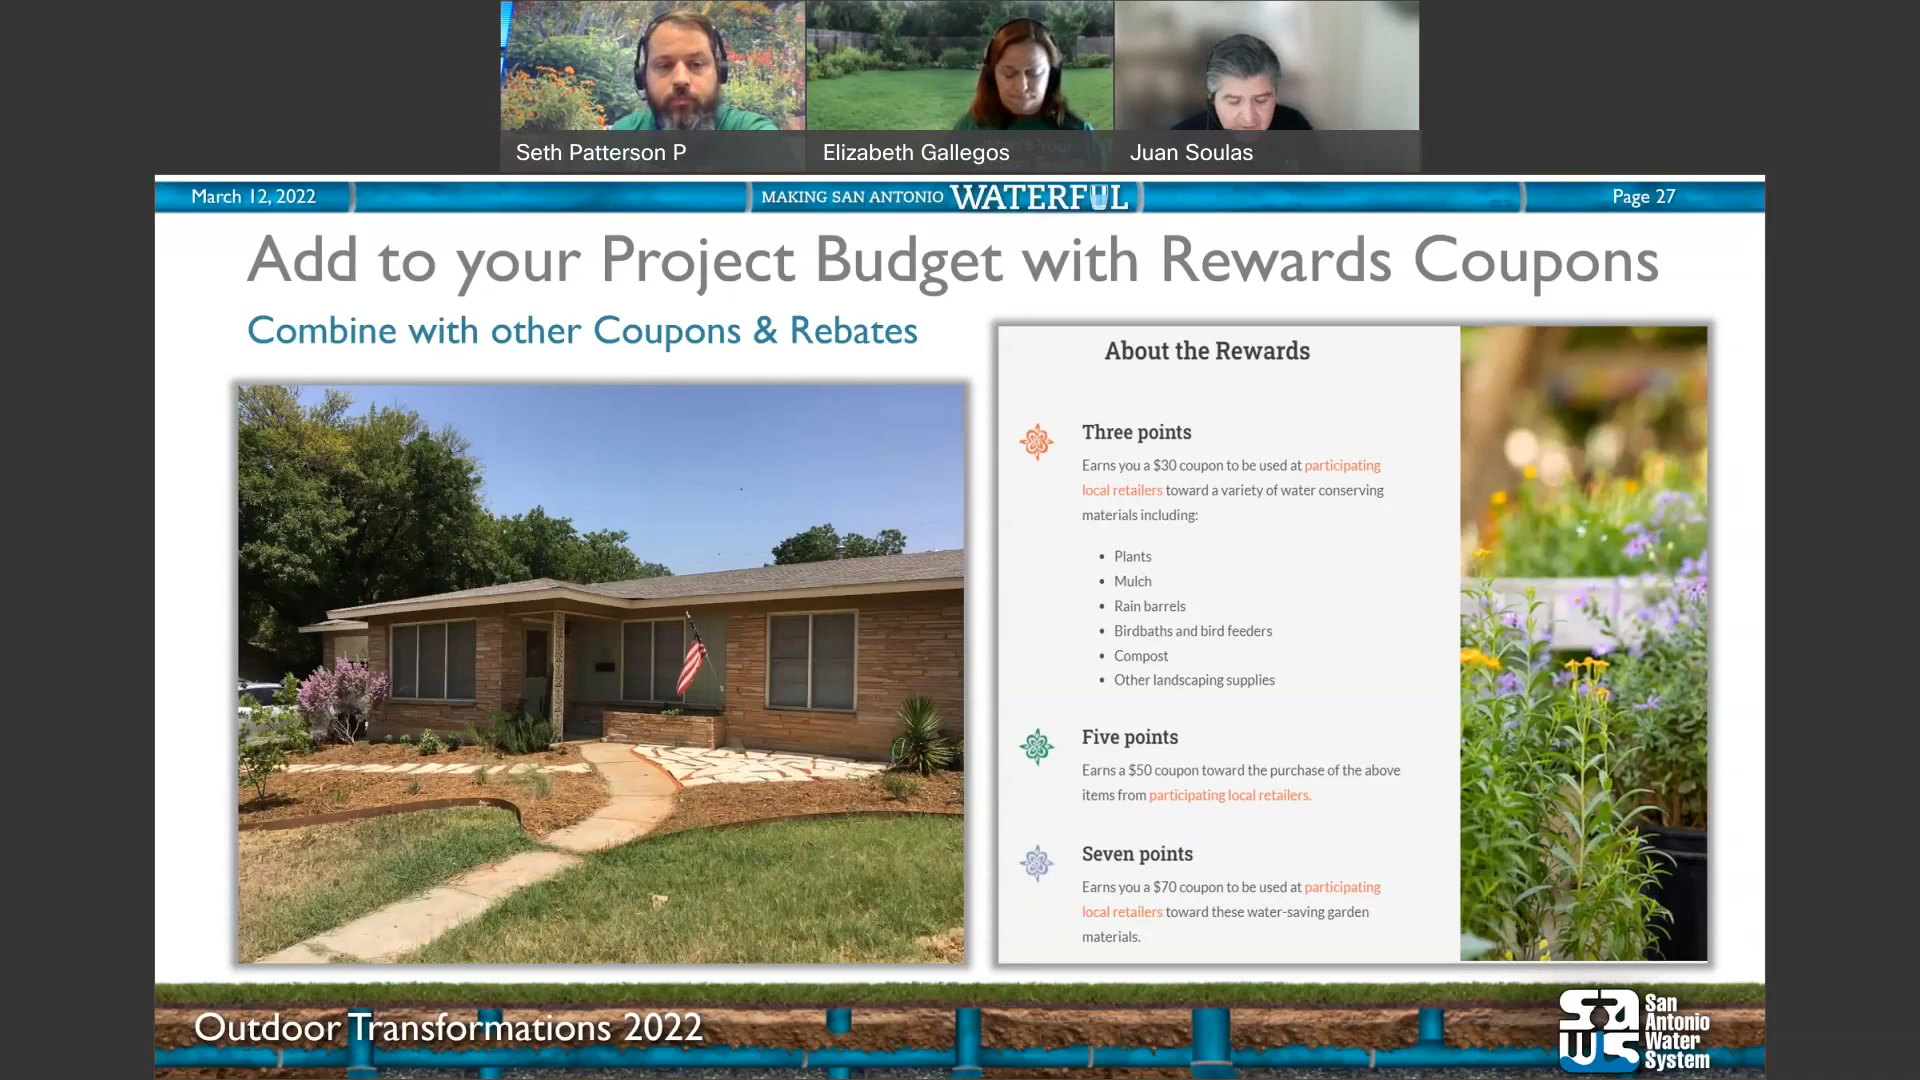 Seth Patterson P
Elizabeth Gallegos
Juan Soulas
March 12, 2022
MAKING SAN ANTONIO WATERFUL
Page 27
Add to your Project Budget with Rewards Coupons
Combine with other Coupons & Rebates
About the Rewards
Three points
Earns you a $30 coupon to be used at participating
local retailers toward a variety of water conserving
materials including:
• Plants
• Mulch
• Rain barrels
• Birdbaths and bird feeders
• Compost
• Other landscaping supplies
Five points
Earns a $50 coupon toward the purchase of the above
items from participating local retailers.
Seven points
Earns you a $70 coupon to be used at participating
local retailers toward these water-saving garden
materials.
Outdoor Transformations 2022
saws
San
Antonio
Water
System